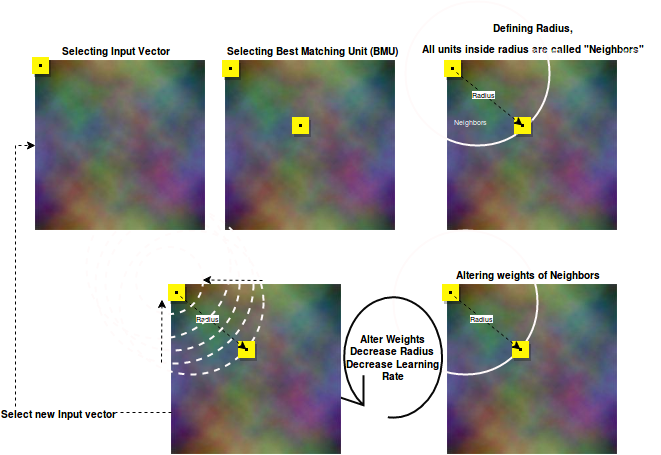 Defining Radius,
Selecting Input Vector
Selecting Best Matching Unit (BMU)
All units inside radius are called "Neighbors"
Radius
Neighbors
Altering weights of Neighbors
Radius
Radius
Alter Weights
Decrease Radius
Decrease Learning
Rate
Select new Input vector